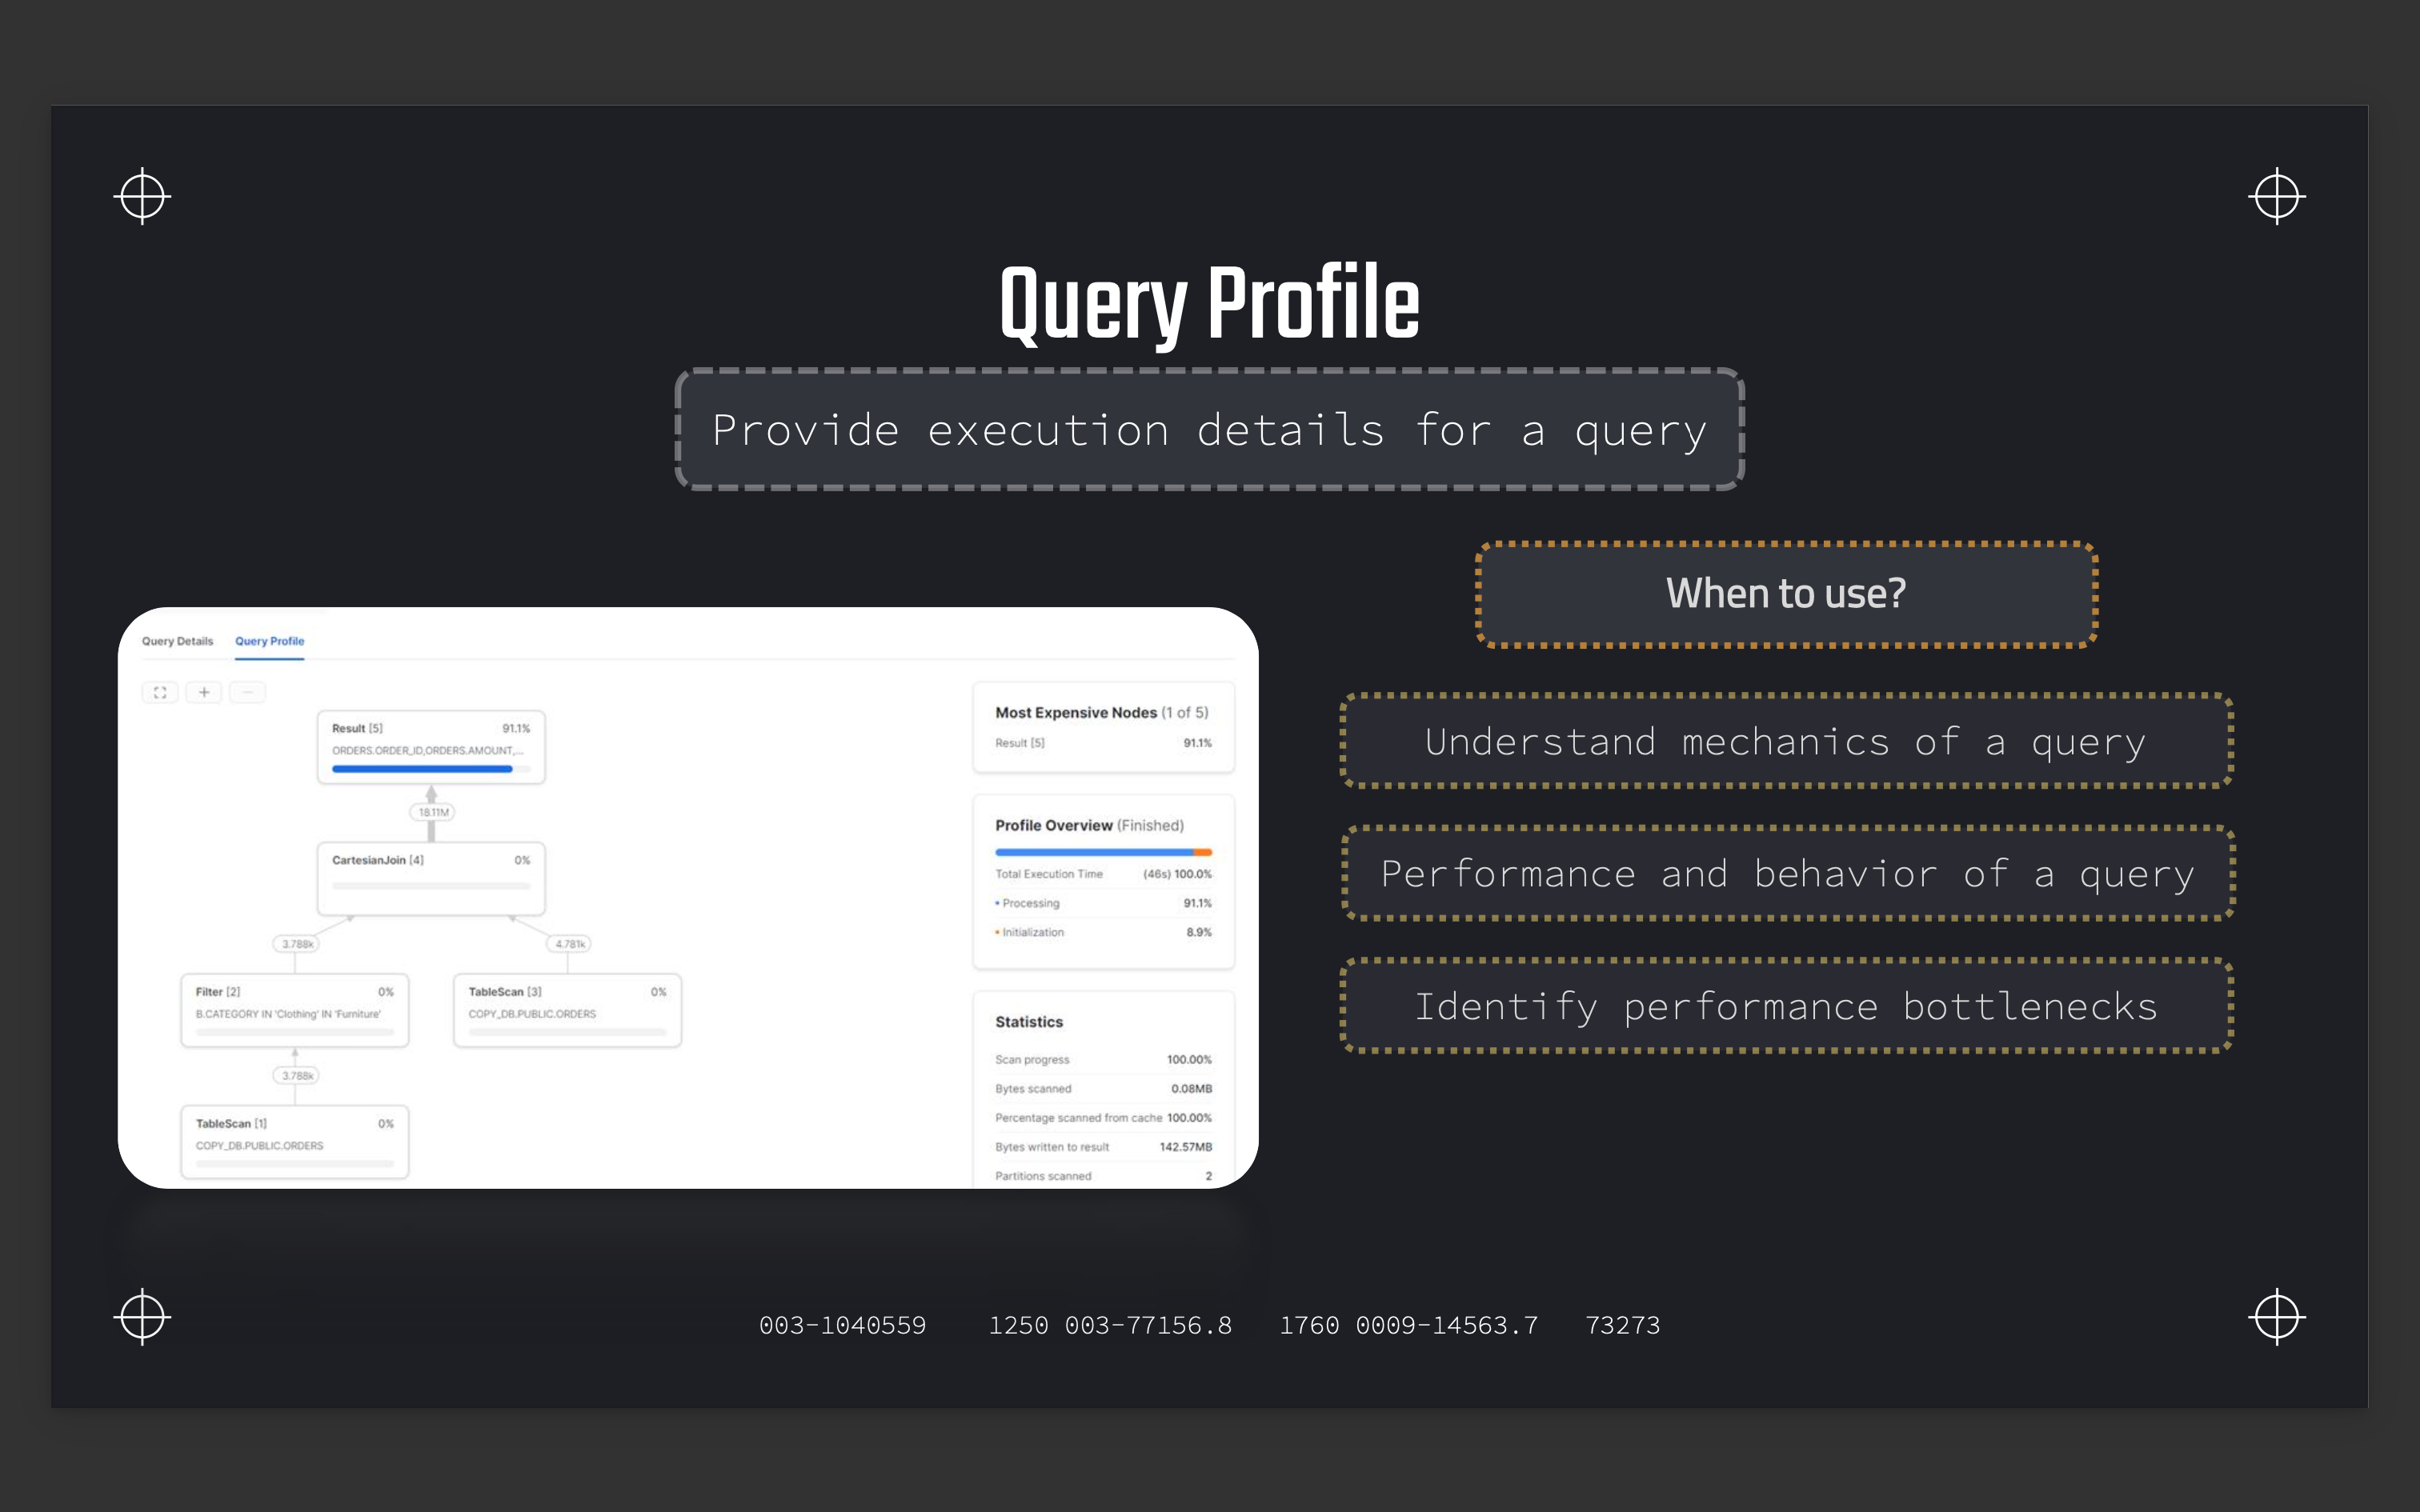 Query Profile
Provide execution details for a query
When to use?
Understand mechanics of a query
Performance and behavior of a query
Identify performance bottlenecks
Query Details Query Profile
Result [5] 91.1%
ORDERS.ORDER_ID,ORDERS.AMOUNT,...
18.11M
CartesianJoin [4] 0%
3.788k 4.781k
Filter [2] 0%
B.CATEGORY IN 'Clothing' IN 'Furniture'
TableScan [3] 0%
COPY_DB.PUBLIC.ORDERS
3.788k
TableScan [1] 0%
COPY_DB.PUBLIC.ORDERS
Most Expensive Nodes (1 of 5)
Result [5] 91.1%
Profile Overview (Finished)
Total Execution Time (46s) 100.0%
Processing 91.1%
Initialization 8.9%
Statistics
Scan progress 100.00%
Bytes scanned 0.08MB
Percentage scanned from cache 100.00%
Bytes written to result 142.57MB
Partitions scanned 2
003-1040559 1250 003-77156.8 1760 0009-14563.7 73273